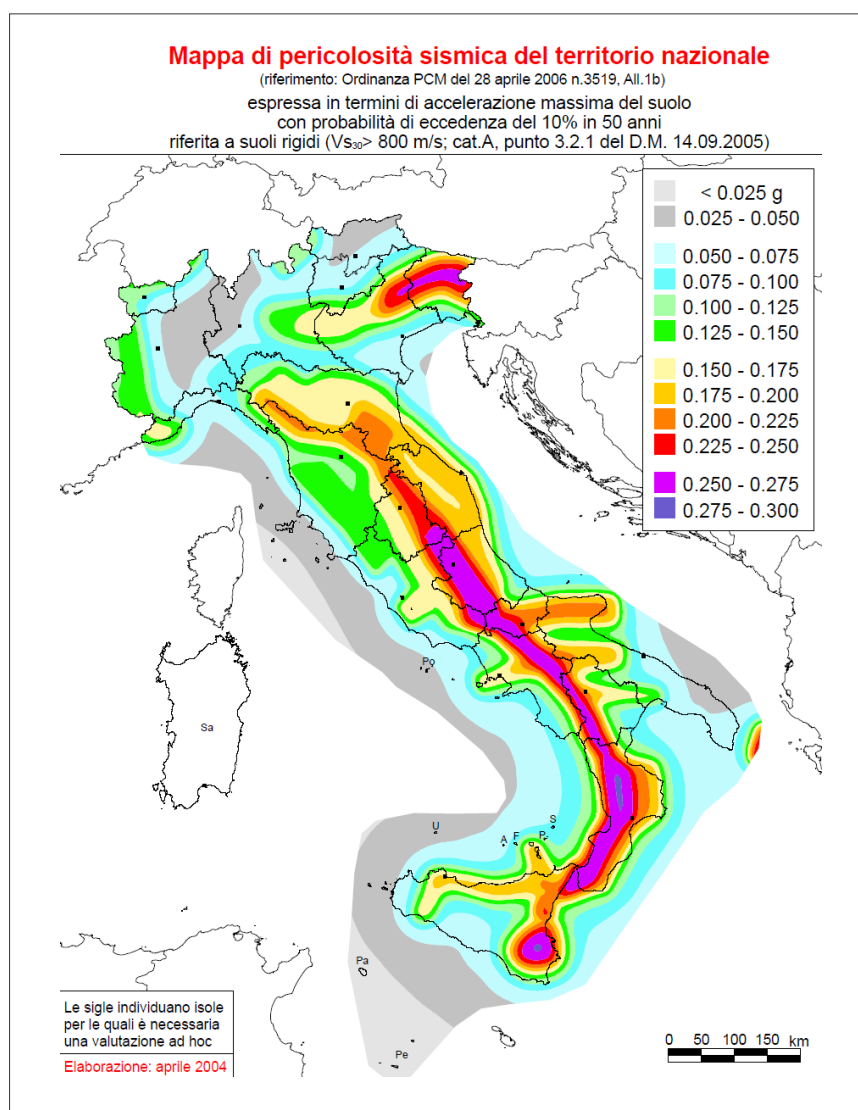 Mappa di pericolosità sismica del territorio nazionale
(riferimento: Ordinanza PCM del 28 aprile 2006 n.3519, All.1b)
espressa in termini di accelerazione massima del suolo
con probabilità di eccedenza del 10% in 50 anni
riferita a suoli rigidi (Vs30> 800 m/s; cat.A, punto 3.2.1 del D.M. 14.09.2005)
< 0.025 g
0.025 - 0.050
0.050 - 0.075
0.075 - 0.100
0.100 - 0.125
0.125 - 0.150
0.150 - 0.175
0.175 - 0.200
0.200 - 0.225
0.225 - 0.250
0.250 - 0.275
0.275 - 0.300
Po
Sa
U
A
F
P
S
Pa
Pe
Le sigle individuano isole
per le quali è necessaria
una valutazione ad hoc
Elaborazione: aprile 2004
0 50 100 150 km